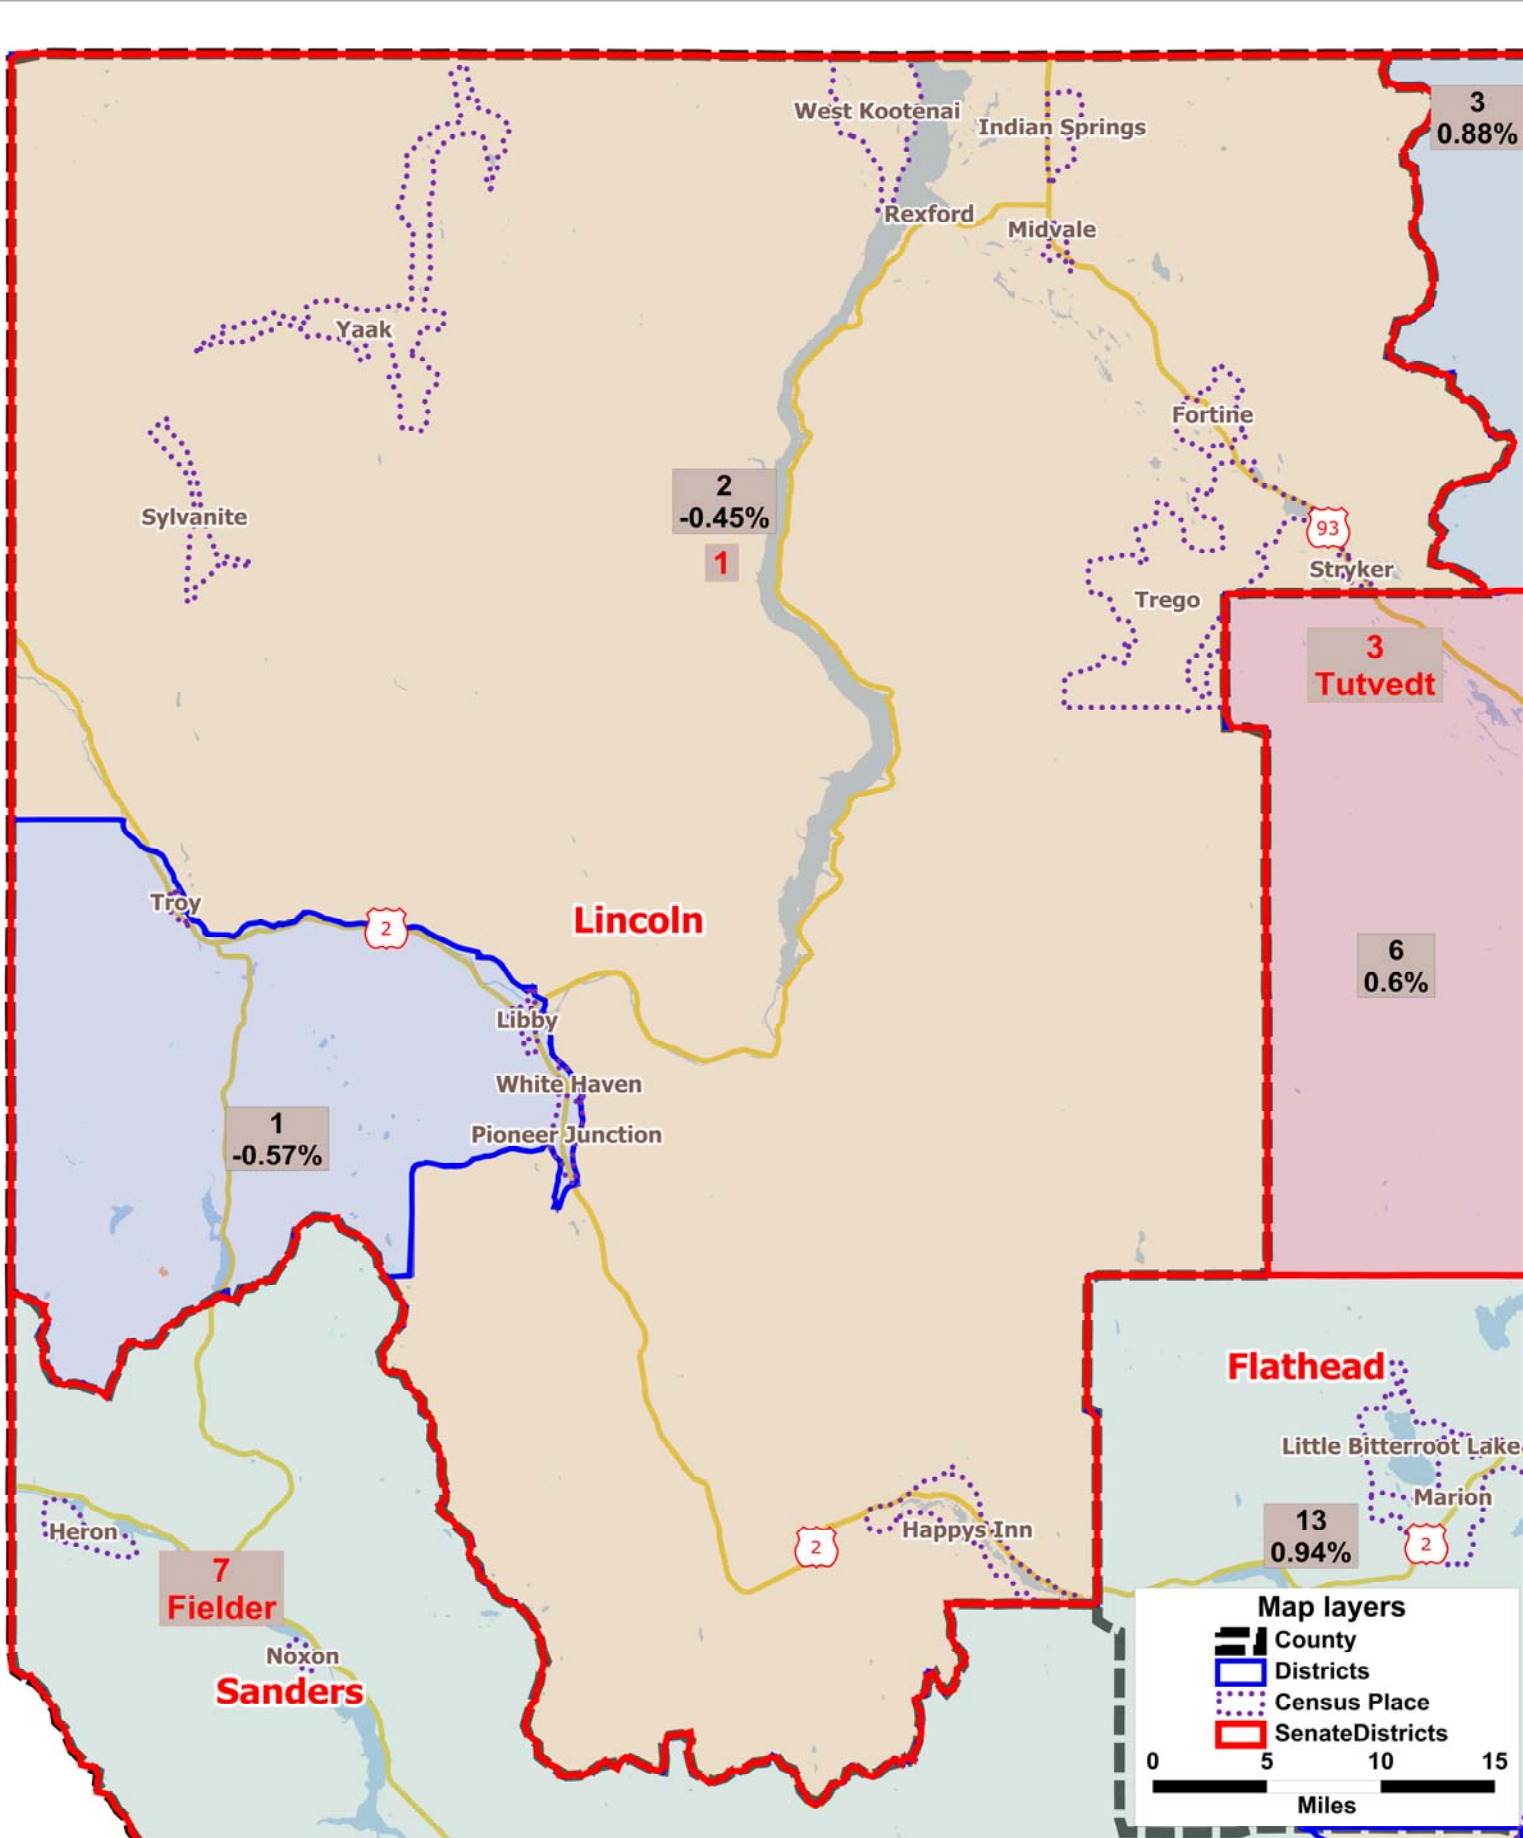 3
0.88%
West Kootenai
Indian Springs
Rexford
Midvale
Yaak
Fortine
2
-0.45%
1
Sylvanite
93
Stryker
Trego
3
Tutvedt
Troy
2
Lincoln
6
0.6%
Libby
White Haven
1
-0.57%
Pioneer Junction
Flathead
Little Bitterroot Lake
Marion
Heron
Happys Inn
2
13
0.94%
2
7
Fielder
Noxon
Sanders
Map layers
County
Districts
Census Place
SenateDistricts
0 5 10 15
Miles